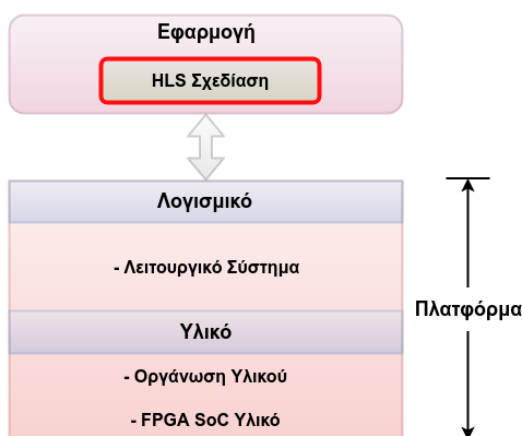 Εφαρμογή
HLS Σχεδίαση
Λογισμικό
- Λειτουργικό Σύστημα
Πλατφόρμα
Υλικό
- Οργάνωση Υλικού
- FPGA SoC Υλικό